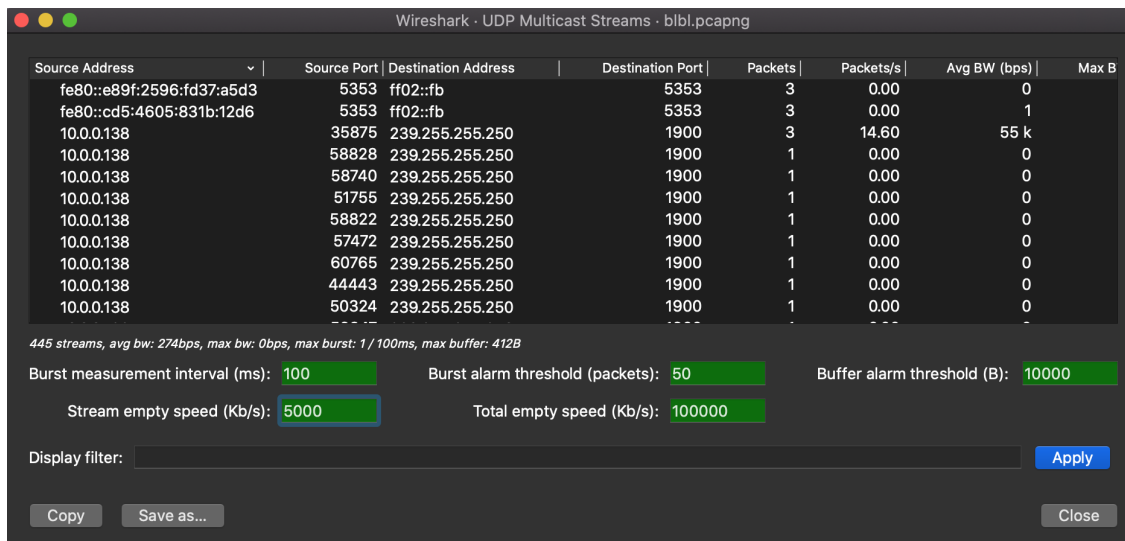 Wireshark · UDP Multicast Streams · blbl.pcapng
Source Address Source Port Destination Address Destination Port Packets Packets/s Avg BW (bps) Max B
fe80::e89f:2596:fd37:a5d3 5353 ff02::fb 5353 3 0.00 0
fe80::cd5:4605:831b:12d6 5353 ff02::fb 5353 3 0.00 1
10.0.0.138 35875 239.255.255.250 1900 3 14.60 55 k
10.0.0.138 58828 239.255.255.250 1900 1 0.00 0
10.0.0.138 58740 239.255.255.250 1900 1 0.00 0
10.0.0.138 51755 239.255.255.250 1900 1 0.00 0
10.0.0.138 58822 239.255.255.250 1900 1 0.00 0
10.0.0.138 57472 239.255.255.250 1900 1 0.00 0
10.0.0.138 60765 239.255.255.250 1900 1 0.00 0
10.0.0.138 44443 239.255.255.250 1900 1 0.00 0
10.0.0.138 50324 239.255.255.250 1900 1 0.00 0
445 streams, avg bw: 274bps, max bw: 0bps, max burst: 1 / 100ms, max buffer: 412B
Burst measurement interval (ms): 100 Burst alarm threshold (packets): 50 Buffer alarm threshold (B): 10000
Stream empty speed (Kb/s): 5000 Total empty speed (Kb/s): 100000
Display filter: Apply
Copy Save as... Close